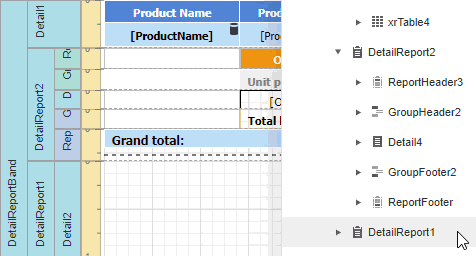 Detail1
Product Name
Prod
[ProductName]
[Pro
DetailReportBand
DetailReport2
Re
G
D
G
Rep
O
Unit p
[O
Total
Grand total:
DetailReport1
Detail2
xrTable4
DetailReport2
ReportHeader3
GroupHeader2
Detail4
GroupFooter2
ReportFooter
DetailReport1